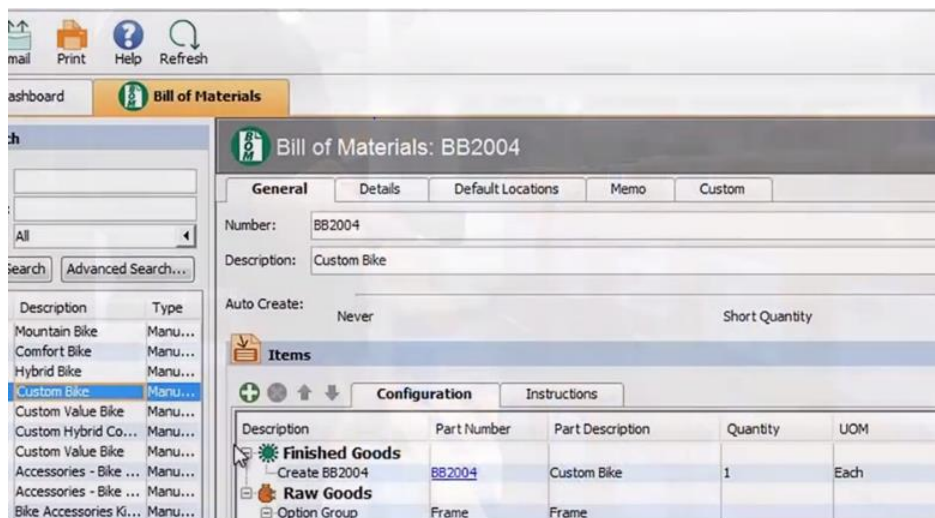 mail Print Help Refresh
ashboard BOM Bill of Materials
ch
BOM Bill of Materials: BB2004
General Details Default Locations Memo Custom
Number: BB2004
:
All
Description: Custom Bike
Search Advanced Search...
Auto Create:
Never Short Quantity
Description Type
Mountain Bike Manu...
Comfort Bike Manu...
Hybrid Bike Manu...
Custom Bike Manu...
Custom Value Bike Manu...
Custom Hybrid Co... Manu...
Custom Value Bike Manu...
Accessories - Bike ... Manu...
Accessories - Bike ... Manu...
Bike Accessories Ki... Manu...
Items
Configuration Instructions
Description Part Number Part Description Quantity UOM
Finished Goods
Create BB2004 BB2004 Custom Bike 1 Each
Raw Goods
Option Group Frame Frame